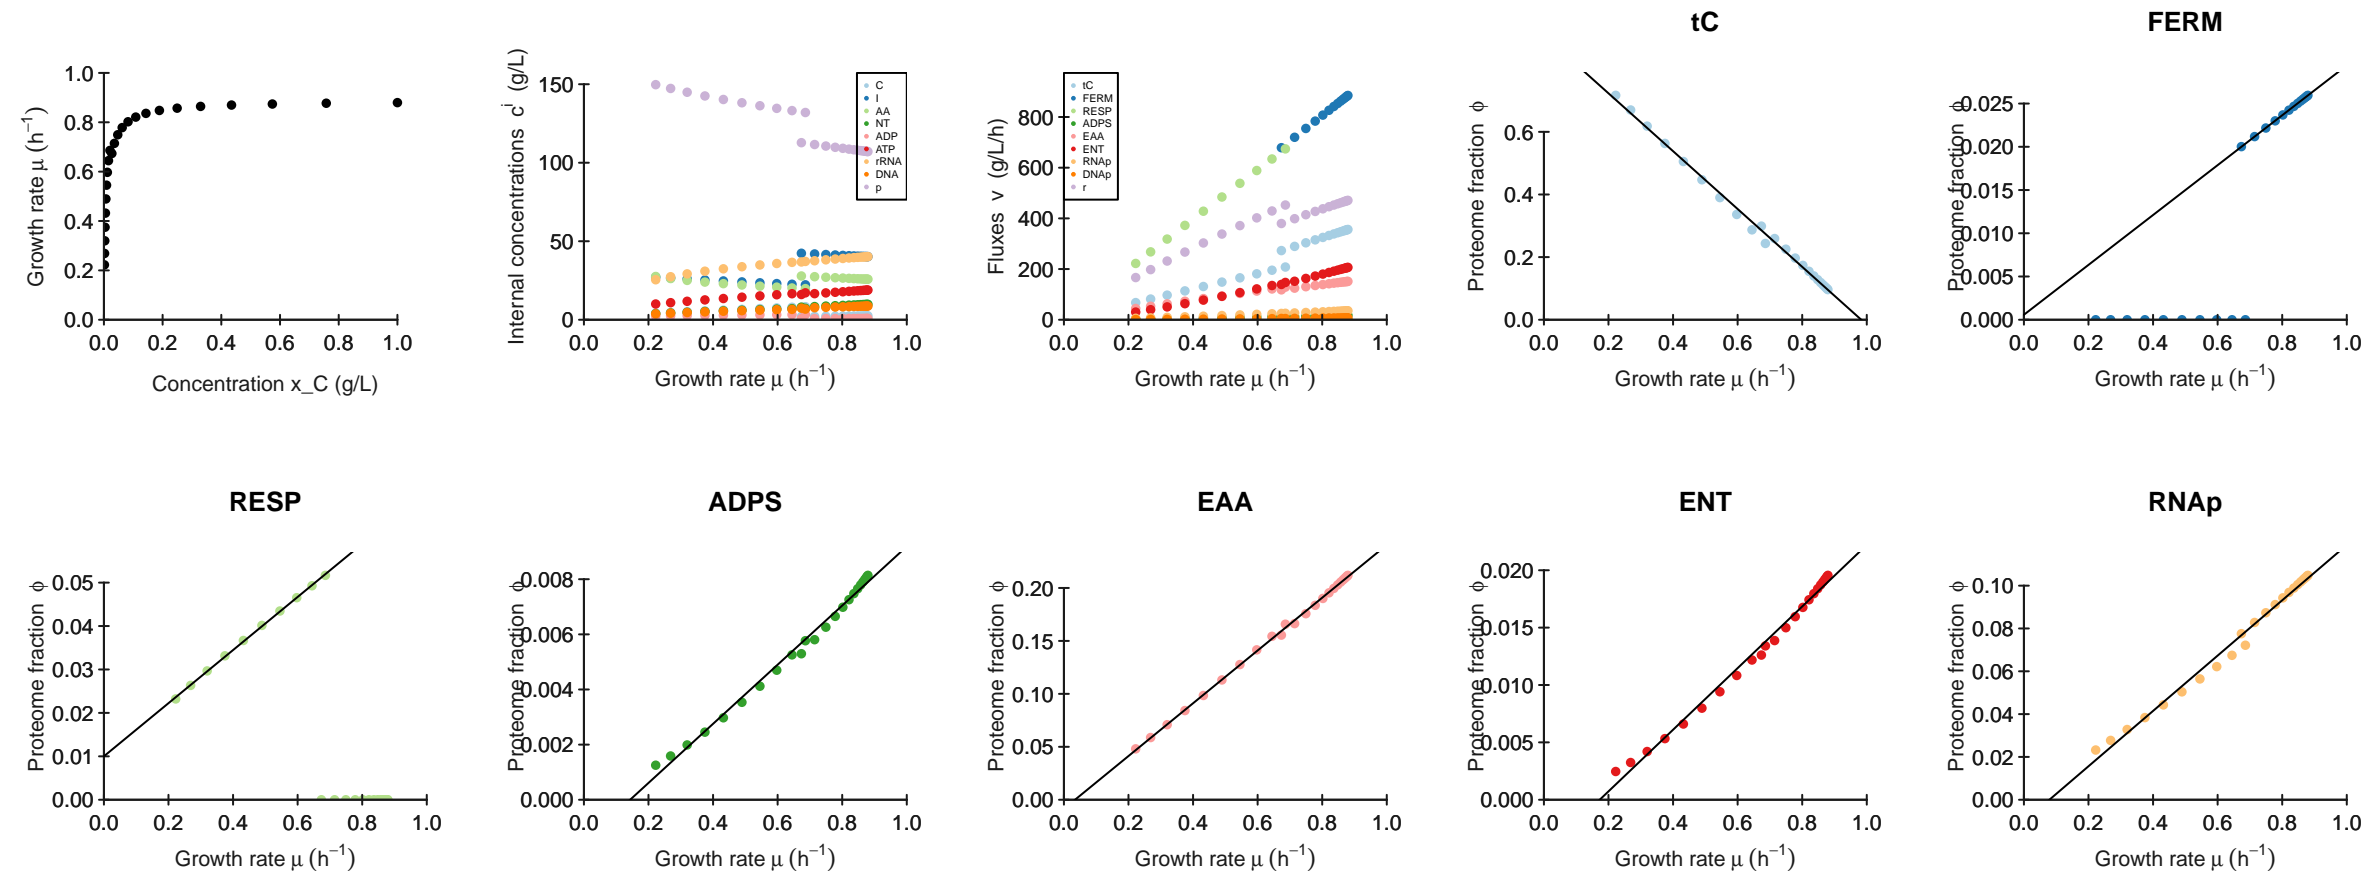 Growth rate μ (h⁻¹)
1.0
0.8
0.6
0.4
0.2
0.0
0.0 0.2 0.4 0.6 0.8 1.0
Concentration x_C (g/L)
Internal concentrations cⁱ (g/L)
150
100
50
0
C
I
AA
NT
ADP
ATP
rRNA
DNA
p
0.0 0.2 0.4 0.6 0.8 1.0
Growth rate μ (h⁻¹)
Fluxes v (g/L/h)
800
600
400
200
0
tC
FERM
RESP
ADPS
EAA
ENT
RNAp
DNAp
r
0.0 0.2 0.4 0.6 0.8 1.0
Growth rate μ (h⁻¹)
tC
Proteome fraction ϕ
0.6
0.4
0.2
0.0
0.0 0.2 0.4 0.6 0.8 1.0
Growth rate μ (h⁻¹)
FERM
Proteome fraction ϕ
0.025
0.020
0.015
0.010
0.005
0.000
0.0 0.2 0.4 0.6 0.8 1.0
Growth rate μ (h⁻¹)
RESP
Proteome fraction ϕ
0.05
0.04
0.03
0.02
0.01
0.00
0.0 0.2 0.4 0.6 0.8 1.0
Growth rate μ (h⁻¹)
ADPS
Proteome fraction ϕ
0.008
0.006
0.004
0.002
0.000
0.0 0.2 0.4 0.6 0.8 1.0
Growth rate μ (h⁻¹)
EAA
Proteome fraction ϕ
0.20
0.15
0.10
0.05
0.00
0.0 0.2 0.4 0.6 0.8 1.0
Growth rate μ (h⁻¹)
ENT
Proteome fraction ϕ
0.020
0.015
0.010
0.005
0.000
0.0 0.2 0.4 0.6 0.8 1.0
Growth rate μ (h⁻¹)
RNAp
Proteome fraction ϕ
0.10
0.08
0.06
0.04
0.02
0.00
0.0 0.2 0.4 0.6 0.8 1.0
Growth rate μ (h⁻¹)